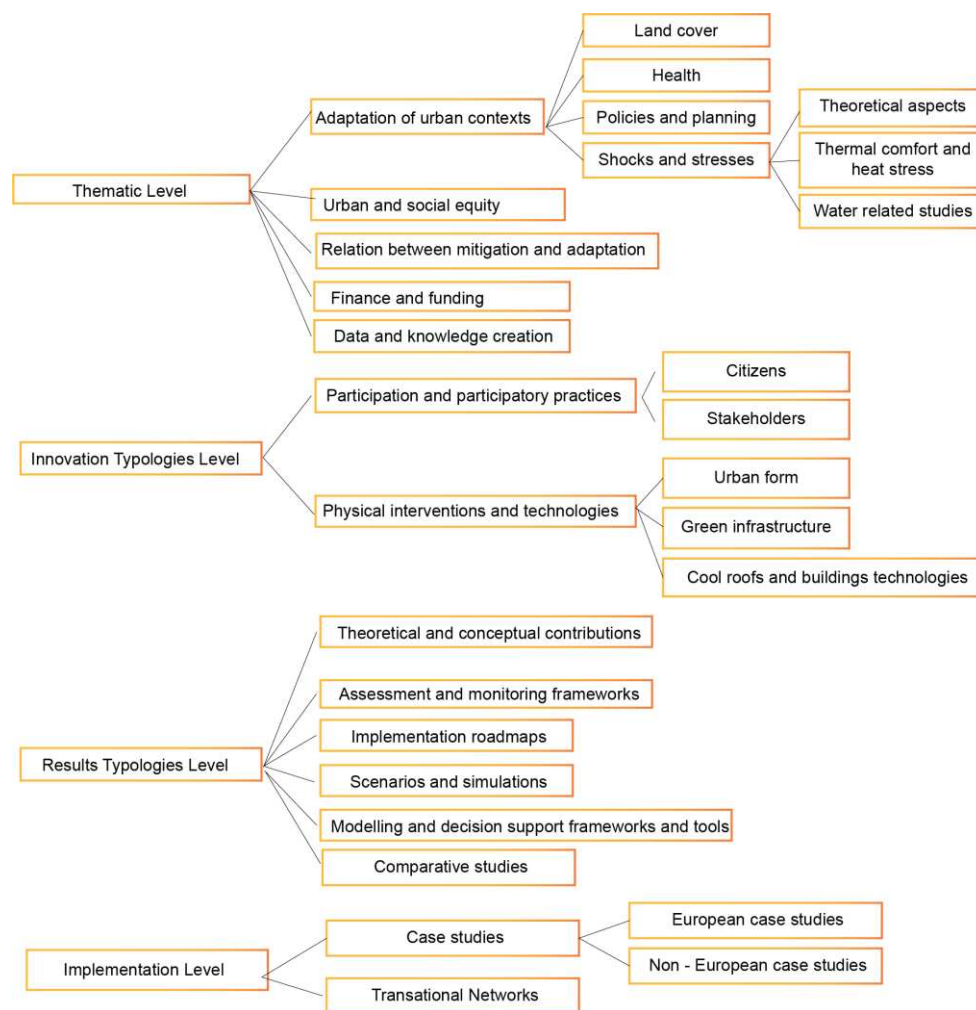 Thematic Level
Adaptation of urban contexts
Land cover
Health
Policies and planning
Shocks and stresses
Theoretical aspects
Thermal comfort and
heat stress
Water related studies
Urban and social equity
Relation between mitigation and adaptation
Finance and funding
Data and knowledge creation
Innovation Typologies Level
Participation and participatory practices
Citizens
Stakeholders
Physical interventions and technologies
Urban form
Green infrastructure
Cool roofs and buildings technologies
Results Typologies Level
Theoretical and conceptual contributions
Assessment and monitoring frameworks
Implementation roadmaps
Scenarios and simulations
Modelling and decision support frameworks and tools
Comparative studies
Implementation Level
Case studies
European case studies
Non - European case studies
Transational Networks